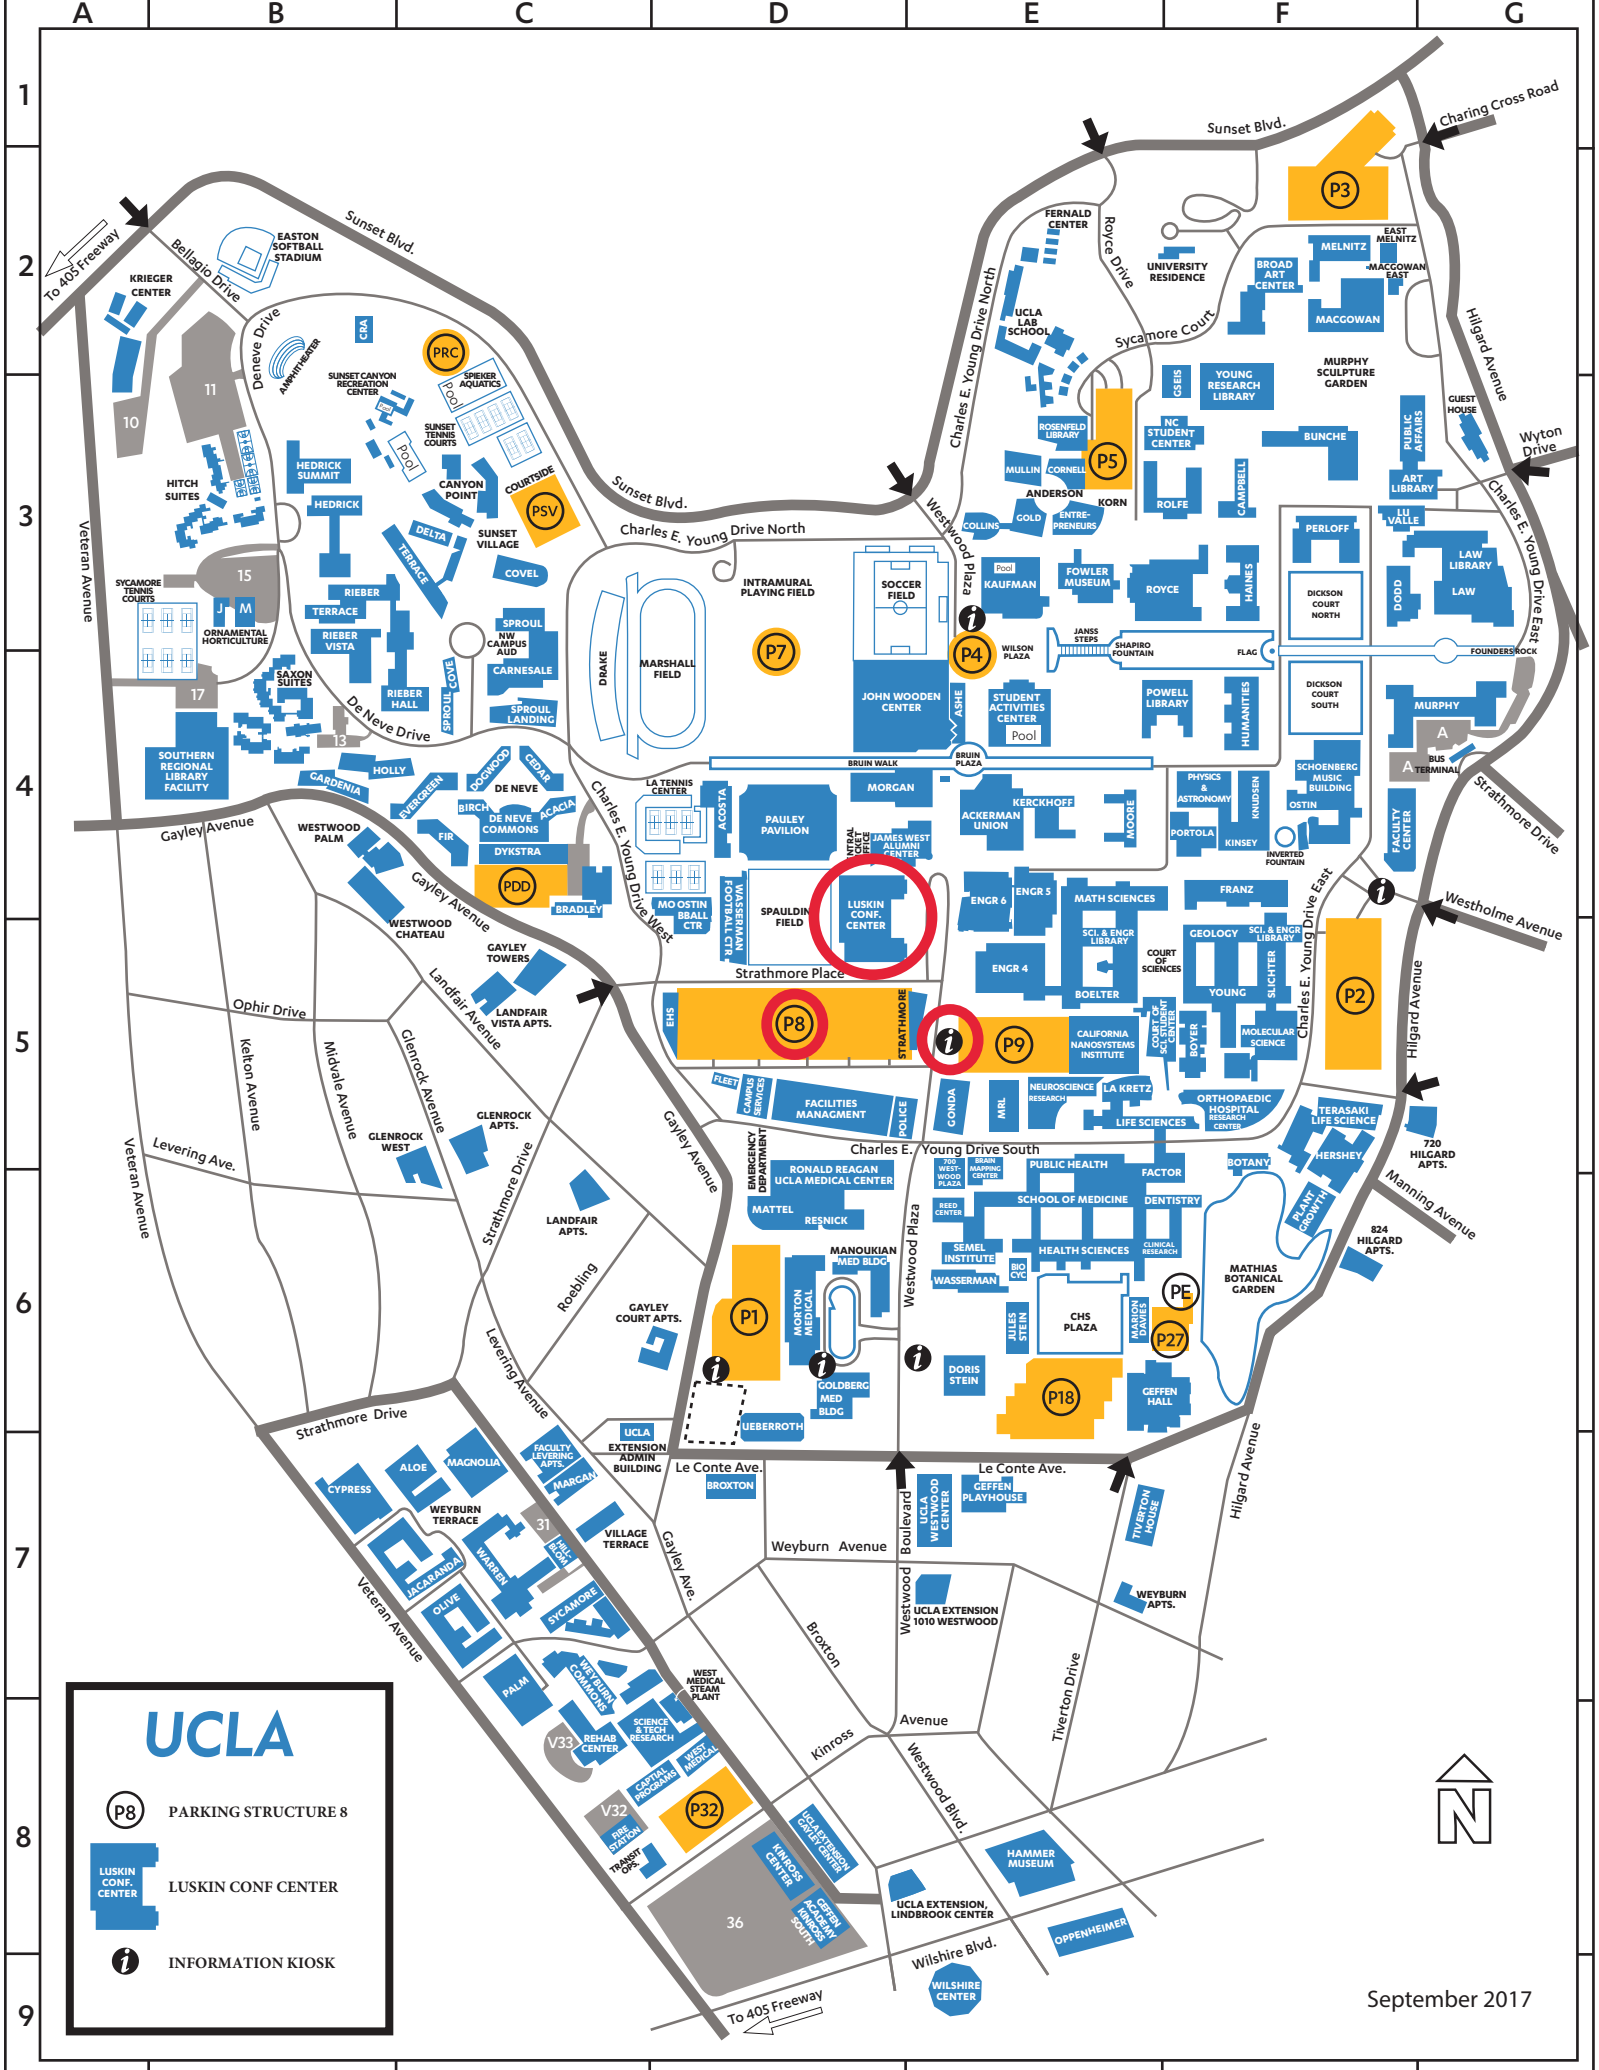 A
B
C
D
E
F
G
1
2
3
4
5
6
7
8
9
Charing Cross Road
Sunset Blvd.
P3
To 405 Freeway
Bellagio Drive
EASTON
SOFTBALL
STADIUM
Sunset Blvd.
KRIEGER
CENTER
FERNALD
CENTER
Royce Drive
UNIVERSITY
RESIDENCE
BROAD
ART
CENTER
MELNITZ
EAST
MELNITZ
MACGOWAN
EAST
MACGOWAN
Hilgard Avenue
Deneve Drive
AMPHITHEATER
CRA
PRC
SPIEKER
AQUATICS
Pool
SUNSET CANYON
RECREATION
CENTER
Pool
SUNSET
TENNIS
COURTS
Pool
UCLA
LAB
SCHOOL
Sycamore Court
Charles E. Young Drive North
MURPHY
SCULPTURE
GARDEN
GSEIS
YOUNG
RESEARCH
LIBRARY
11
10
ROSENFELD
LIBRARY
P5
NC
STUDENT
CENTER
BUNCHE
PUBLIC
AFFAIRS
GUEST
HOUSE
Wyton
Drive
HITCH
SUITES
HEDRICK
SUMMIT
HEDRICK
CANYON
POINT
COURTSIDE
PSV
DELTA
TERRACE
SUNSET
VILLAGE
COVEL
MULLIN
CORNELL
ANDERSON
KORN
COLLINS
GOLD
ENTRE-
PRENEURS
ROLFE
CAMPBELL
ART
LIBRARY
LU
VALLE
PERLOFF
Charles E. Young Drive East
Sunset Blvd.
Charles E. Young Drive North
Westwood Plaza
Veteran Avenue
15
SYCAMORE
TENNIS
COURTS
J
M
ORNAMENTAL
HORTICULTURE
RIEBER
TERRACE
RIEBER
VISTA
SPROUL
NW
CAMPUS
AUD
CARNESALE
SPROUL COVE
RIEBER
HALL
SPROUL
LANDING
INTRAMURAL
PLAYING FIELD
SOCCER
FIELD
Pool
KAUFMAN
FOWLER
MUSEUM
ROYCE
HAINES
DICKSON
COURT
NORTH
DODD
LAW
LIBRARY
LAW
DRAKE
MARSHALL
FIELD
P7
P4
WILSON
PLAZA
JANSS
STEPS
SHAPIRO
FOUNTAIN
FLAG
FOUNDERS ROCK
17
SAXON
SUITES
De Neve Drive
13
SOUTHERN
REGIONAL
LIBRARY
FACILITY
JOHN WOODEN
CENTER
ASHE
STUDENT
ACTIVITIES
CENTER
Pool
POWELL
LIBRARY
HUMANITIES
DICKSON
COURT
SOUTH
MURPHY
A
A
BUS
TERMINAL
BRUIN WALK
BRUIN
PLAZA
HOLLY
GARDENIA
EVERGREEN
DOGWOOD
CEDAR
DE NEVE
BIRCH
ACACIA
DE NEVE
COMMONS
FIR
DYKSTRA
Gayley Avenue
WESTWOOD
PALM
LA TENNIS
CENTER
ACOSTA
PAULEY
PAVILION
MORGAN
JAMES WEST
ALUMNI
CENTER
ACKERMAN
UNION
KERCKHOFF
MOORE
PHYSICS
&
ASTRONOMY
KNUDSEN
PORTOLA
KINSEY
SCHOENBERG
MUSIC
BUILDING
OSTIN
INVERTED
FOUNTAIN
FACULTY
CENTER
Strathmore Drive
PDD
BRADLEY
Charles E. Young Drive West
Gayley Avenue
WESTWOOD
CHATEAU
MO OSTIN
BBALL
CTR
WASSERMAN
FOOTBALL CTR
LUSKIN
CONF.
CENTER
ENGR 6
ENGR 5
MATH SCIENCES
FRANZ
Westholme Avenue
GAYLEY
TOWERS
SCI. & ENGR
LIBRARY
ENGR 4
BOELTER
COURT
OF
SCIENCES
GEOLOGY
SCI. & ENGR
LIBRARY
SLICHTER
YOUNG
Charles E. Young Drive East
P2
Hilgard Avenue
Landfair Avenue
LANDFAIR
VISTA APTS.
Ophir Drive
Strathmore Place
EHS
P8
STRATHMORE
P9
CALIFORNIA
NANOSYSTEMS
INSTITUTE
COURT OF
SCI. STUDENT
CENTER
BOYER
MOLECULAR
SCIENCE
Kelton Avenue
Midvale Avenue
Glenrock Avenue
FLEET
CAMPUS
SERVICES
FACILITIES
MANAGMENT
POLICE
GONDA
MRL
NEUROSCIENCE
RESEARCH
LA KRETZ
LIFE SCIENCES
ORTHOPAEDIC
HOSPITAL
RESEARCH
CENTER
TERASAKI
LIFE SCIENCE
720
HILGARD
APTS.
Veteran Avenue
Levering Ave.
GLENROCK
APTS.
GLENROCK
WEST
Gayley Avenue
Charles E. Young Drive South
EMERGENCY
DEPARTMENT
RONALD REAGAN
UCLA MEDICAL CENTER
MATTEL
RESNICK
700
WEST-
WOOD
PLAZA
BRAIN
MAPPING
CENTER
PUBLIC HEALTH
FACTOR
BOTANY
HERSHEY
Manning Avenue
Strathmore Drive
LANDFAIR
APTS.
Westwood Plaza
REED
CENTER
SCHOOL OF MEDICINE
DENTISTRY
PLANT
GROWTH
824
HILGARD
APTS.
SEMEL
INSTITUTE
HEALTH SCIENCES
CLINICAL
RESEARCH
BIO
CYC
WASSERMAN
MATHIAS
BOTANICAL
GARDEN
Roebling
GAYLEY
COURT APTS.
P1
MORTON
MEDICAL
MANOUKIAN
MED BLDG
JULES
STEIN
CHS
PLAZA
MARION
DAVIES
PE
P27
Levering Avenue
GOLDBERG
MED
BLDG
UEBERROTH
DORIS
STEIN
P18
GEFFEN
HALL
Strathmore Drive
UCLA
EXTENSION
ADMIN
BUILDING
Le Conte Ave.
Le Conte Ave.
Hilgard Avenue
CYPRESS
ALOE
MAGNOLIA
FACULTY
LEVERING
APTS.
MARGAN
BROXTON
UCLA
WESTWOOD
CENTER
GEFFEN
PLAYHOUSE
TIVERTON
HOUSE
WEYBURN
TERRACE
31
HILL-
BLOM
VILLAGE
TERRACE
Gayley Ave.
Weyburn Avenue
Westwood Boulevard
JACARANDA
WARREN
OLIVE
SYCAMORE
Veteran Avenue
UCLA EXTENSION
1010 WESTWOOD
WEYBURN
APTS.
Broxton
Tiverton Drive
PALM
WEYBURN
COMMONS
WEST
MEDICAL
STEAM
PLANT
V33
REHAB
CENTER
SCIENCE
& TECH
RESEARCH
WEST
MEDICAL
CAPTIAL
PROGRAMS
Kinross
Avenue
Westwood Blvd.
V32
P32
FIRE
STATION
TRANSIT
OPS.
KINROSS
CENTER
UCLA EXTENSION
GAYLEY CENTER
GEFFEN
ACADEMY
KINROSS
SOUTH
36
HAMMER
MUSEUM
UCLA EXTENSION,
LINDBROOK CENTER
OPPENHEIMER
Wilshire Blvd.
WILSHIRE
CENTER
To 405 Freeway
UCLA
P8 PARKING STRUCTURE 8
LUSKIN
CONF.
CENTER
LUSKIN CONF CENTER
i INFORMATION KIOSK
N
September 2017